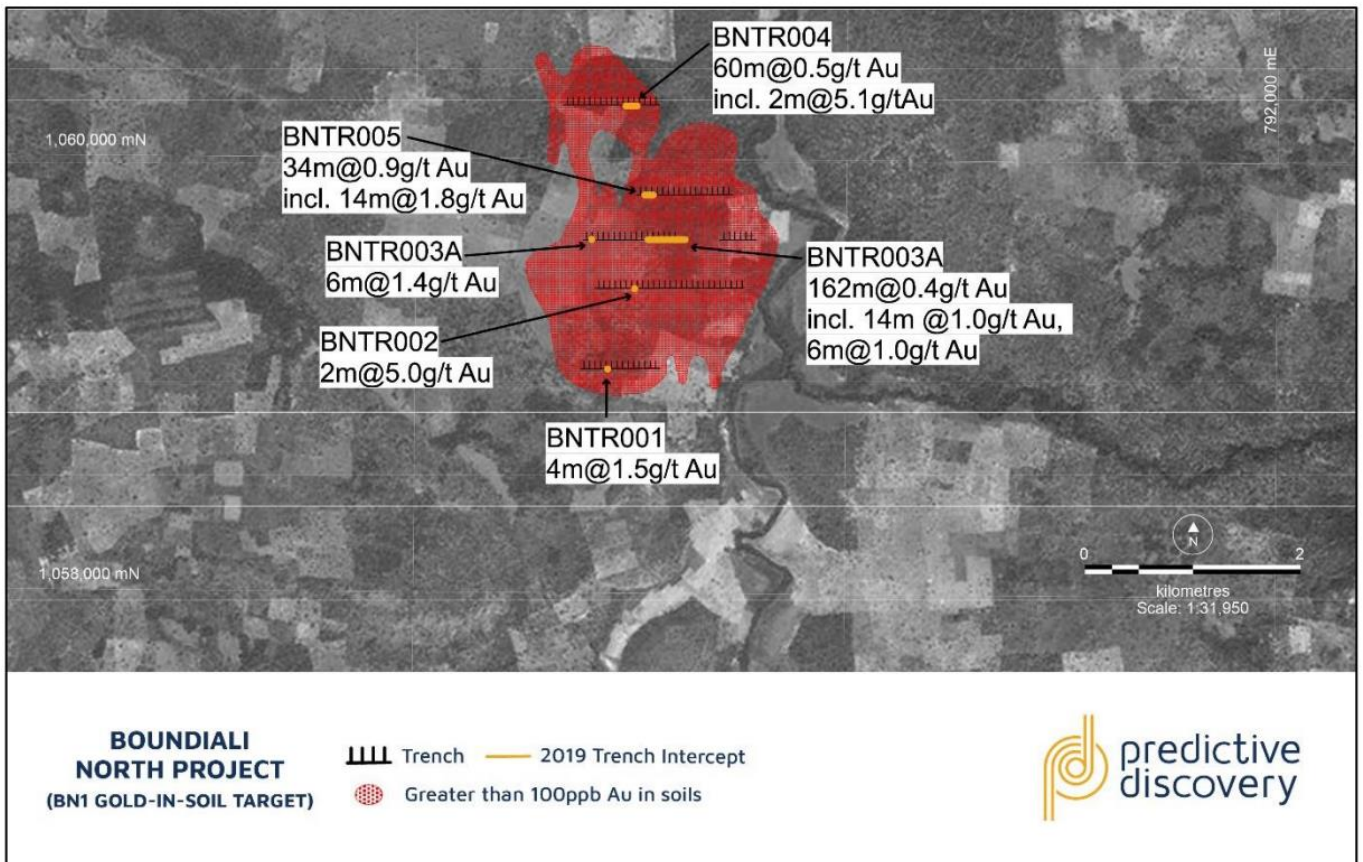 BNTR004
60m@0.5g/t Au
incl. 2m@5.1g/tAu
792,000 mE
1,060,000 mN
BNTR005
34m@0.9g/t Au
incl. 14m@1.8g/t Au
BNTR003A
6m@1.4g/t Au
BNTR003A
162m@0.4g/t Au
incl. 14m @1.0g/t Au,
6m@1.0g/t Au
BNTR002
2m@5.0g/t Au
BNTR001
4m@1.5g/t Au
N
1,058,000 mN
0 2
kilometres
Scale: 1:31,950
BOUNDIALI
NORTH PROJECT
(BN1 GOLD-IN-SOIL TARGET)
Trench
2019 Trench Intercept
Greater than 100ppb Au in soils
predictive
discovery